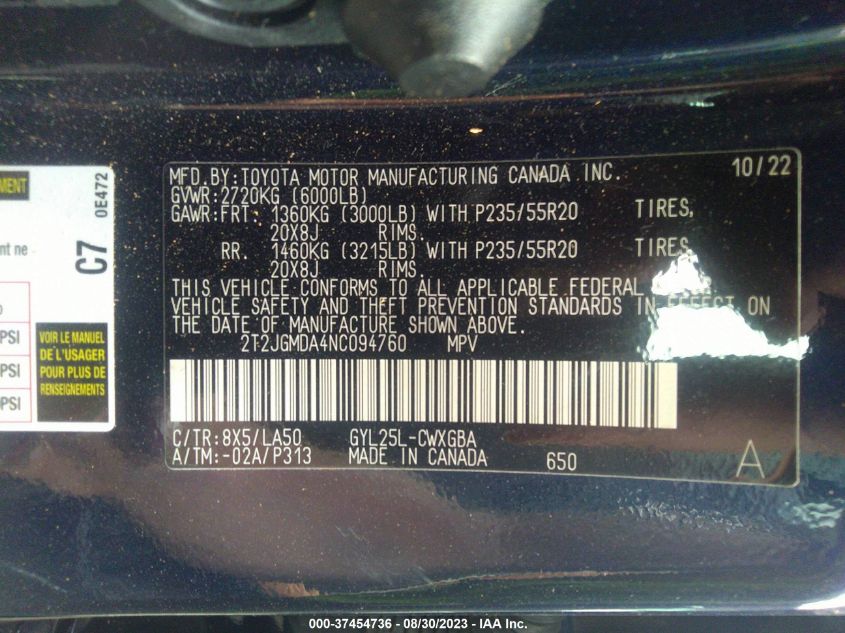 MFD.BY:TOYOTA MOTOR MANUFACTURING CANADA INC. 10/22
GVWR:2720KG (6000LB)
GAWR:FRT. 1360KG (3000LB) WITH P235/55R20 TIRES,
20X8J RIMS.
RR. 1460KG (3215LB) WITH P235/55R20 TIRES,
20X8J RIMS.
THIS VEHICLE CONFORMS TO ALL APPLICABLE FEDERAL
VEHICLE SAFETY AND THEFT PREVENTION STANDARDS IN EFFECT ON
THE DATE OF MANUFACTURE SHOWN ABOVE.
2T2JGMDA4NC094760 MPV
C/TR:8X5/LA50 GYL25L-CWXGBA
A/TM:-02A/P313 MADE IN CANADA 650 A
0E472
C7
nt ne
PSI
PSI
PSI
VOIR LE MANUEL
DE L'USAGER
POUR PLUS DE
RENSEIGNEMENTS
000-37454736 - 08/30/2023 - IAA Inc.